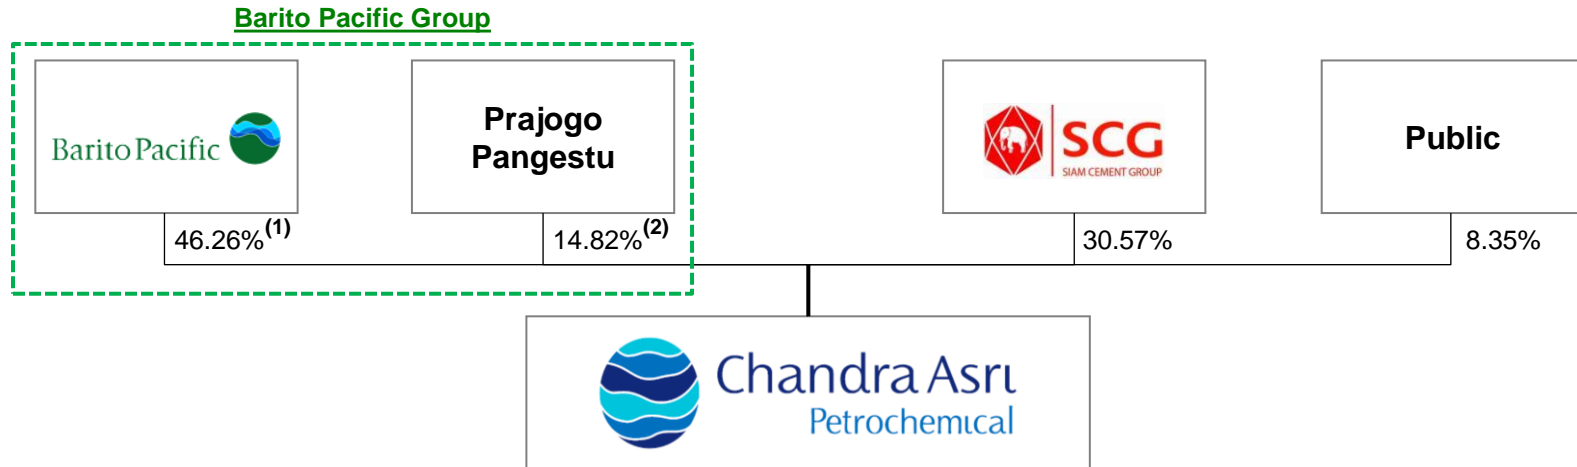 Barito Pacific Group
Barito Pacific
Prajogo
Pangestu
SCG
SIAM CEMENT GROUP
Public
46.26%(1)
14.82%(2)
30.57%
8.35%
Chandra Asri
Petrochemical